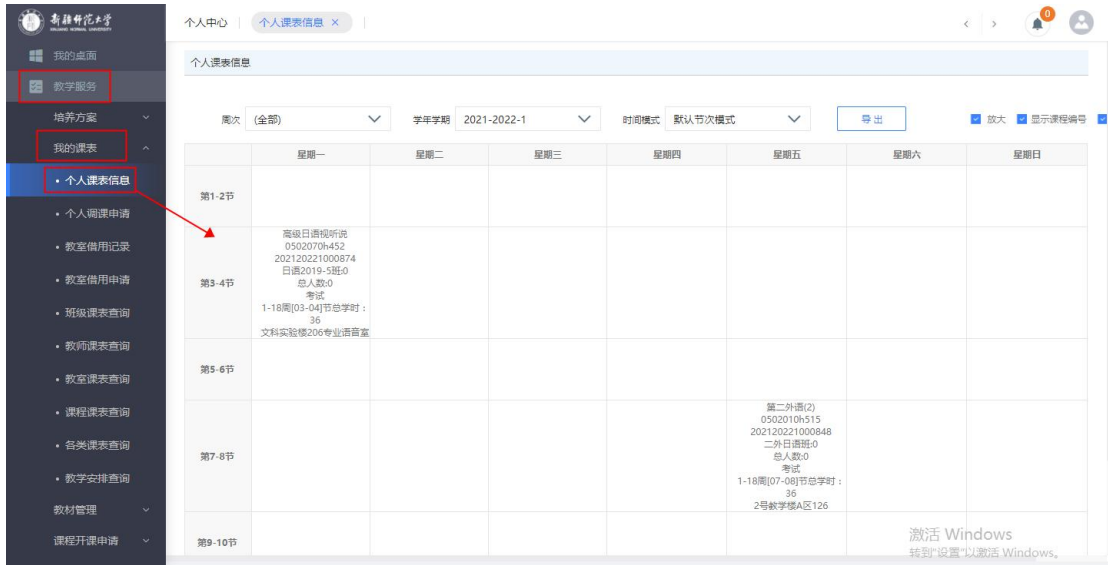 新疆师范大学
XINJIANG NORMAL UNIVERSITY
个人中心
个人课表信息 ×
0
我的桌面
教学服务
培养方案
我的课表
• 个人课表信息
• 个人调课申请
• 教室借用记录
• 教室借用申请
• 班级课表查询
• 教师课表查询
• 教室课表查询
• 课程课表查询
• 各类课表查询
• 教学安排查询
教材管理
课程开课申请
个人课表信息
周次 (全部) 学年学期 2021-2022-1 时间模式 默认节次模式 导出 放大 显示课程编号
星期一 星期二 星期三 星期四 星期五 星期六 星期日
第1-2节
第3-4节
高级日语视听说
0502070h452
202120221000874
日语2019-5班:0
总人数:0
考试
1-18周[03-04]节总学时:
36
文科实验楼206专业语音室
第5-6节
第7-8节
第二外语(2)
0502010h515
202120221000848
二外日语班:0
总人数:0
考试
1-18周[07-08]节总学时:
36
2号教学楼A区126
第9-10节
激活 Windows
转到"设置"以激活 Windows。